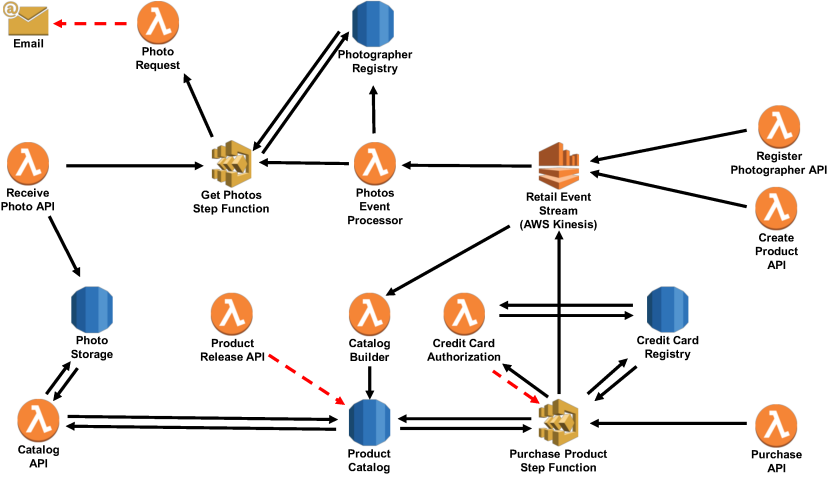 @
Email
Photo
Request
Photographer
Registry
Receive
Photo API
Get Photos
Step Function
Photos
Event
Processor
Retail Event
Stream
(AWS Kinesis)
Register
Photographer API
Create
Product
API
Photo
Storage
Product
Release API
Catalog
Builder
Credit Card
Authorization
Credit Card
Registry
Catalog
API
Product
Catalog
Purchase Product
Step Function
Purchase
API